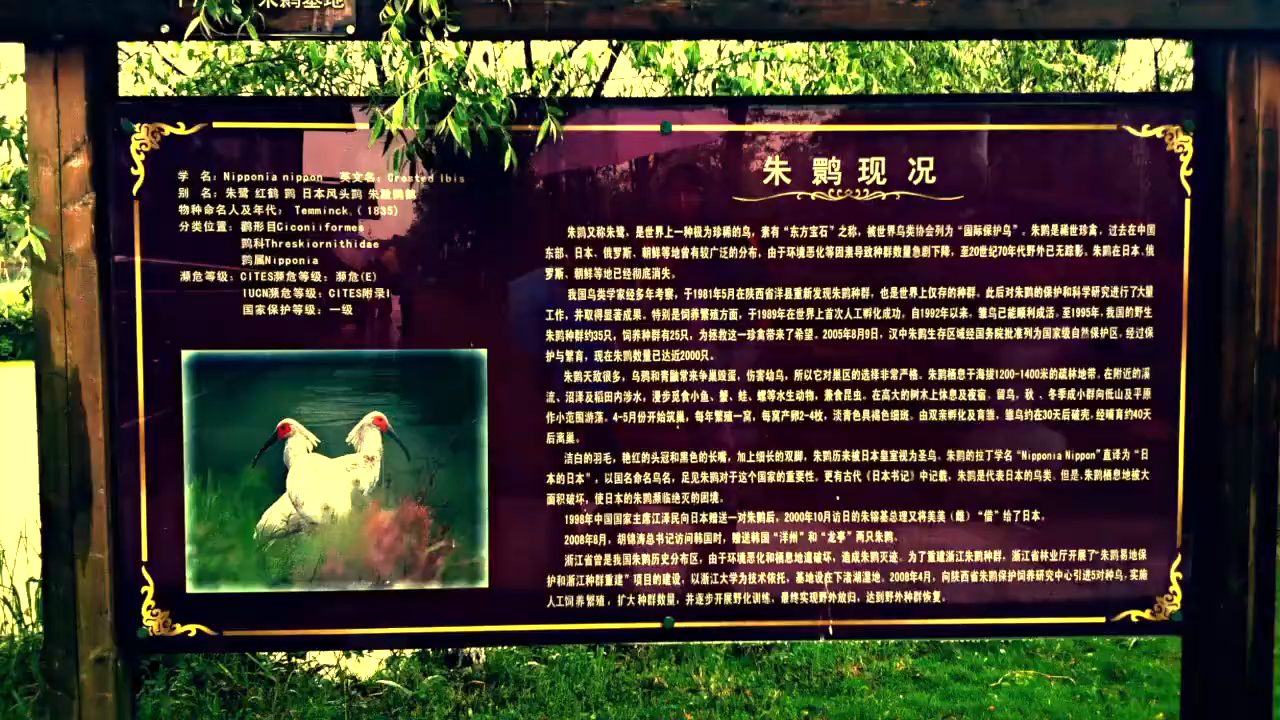 朱鹮基地
学 名：Nipponia nippon 英文名：Crested Ibis
别 名：朱鹭 红鹤 鹮 日本风头鹮 朱脸鹮鹤
物种命名人及年代： Temminck,（1835)
分类位置：鹳形目Ciconiiformes
鹮科Threskiornithidae
鹮属Nipponia
濒危等级：CITES濒危等级：濒危(E)
IUCN濒危等级：CITES附录I
国家保护等级：一级
朱鹮现况
朱鹮又称朱鹭，是世界上一种极为珍稀的鸟，素有“东方宝石”之称，被世界鸟类协会列为“国际保护鸟”。朱鹮是稀世珍禽，过去在中国
东部、日本、俄罗斯、朝鲜等地曾有较广泛的分布，由于环境恶化等因素导致种群数量急剧下降，至20世纪70年代野外已无踪影。朱鹮在日本、俄
罗斯、朝鲜等地已经彻底消失。
我国鸟类学家经多年考察，于1981年5月在陕西省洋县重新发现朱鹮种群，也是世界上仅存的种群。此后对朱鹮的保护和科学研究进行了大量
工作，并取得显著成果。特别是饲养繁殖方面，于1989年在世界上首次人工孵化成功，自1992年以来，雏鸟已能顺利成活。至1995年，我国的野生
朱鹮种群约35只，饲养种群有25只，为拯救这一珍禽带来了希望。2005年8月9日，汉中朱鹮生存区域经国务院批准列为国家级自然保护区，经过保
护与繁育，现在朱鹮数量已达近2000只。
朱鹮天敌很多，乌鸦和青鼬常来争巢毁蛋，伤害幼鸟，所以它对巢区的选择非常严格。朱鹮栖息于海拔1200-1400米的疏林地带。在附近的溪
流、沼泽及稻田内涉水，漫步觅食小鱼、蟹、蛙、螺等水生动物，兼食昆虫。在高大的树木上休息及夜宿。留鸟，秋 、冬季成小群向低山及平原
作小范围游荡。4-5月份开始筑巢，每年繁殖一窝，每窝产卵2-4枚，淡青色具褐色细斑。由双亲孵化及育雏，雏鸟约在30天后破壳，经哺育约40天
后离巢。
洁白的羽毛，艳红的头冠和黑色的长嘴，加上细长的双脚，朱鹮历来被日本皇室视为圣鸟。朱鹮的拉丁学名“Nipponia Nippon”直译为“日
本的日本”，以国名命名鸟名，足见朱鹮对于这个国家的重要性。更有古代《日本书记》中记载，朱鹮是代表日本的鸟类。但是，朱鹮栖息地被大
面积破坏，使日本的朱鹮濒临绝灭的困境。
1998年中国国家主席江泽民向日本赠送一对朱鹮后，2000年10月访日的朱镕基总理又将美美（雌）“借”给了日本。
2008年8月，胡锦涛总书记访问韩国时，赠送韩国“洋州”和“龙亭”两只朱鹮。
浙江省曾是我国朱鹮历史分布区，由于环境恶化和栖息地遭破坏，造成朱鹮灭迹。为了重建浙江朱鹮种群，浙江省林业厅开展了“朱鹮易地保
护和浙江种群重建”项目的建设，以浙江大学为技术依托，基地设在下渚湖湿地。2008年4月，向陕西省朱鹮保护饲养研究中心引进5对种鸟，实施
人工饲养繁殖，扩大种群数量，并逐步开展野化训练，最终实现野外放归，达到野外种群恢复。